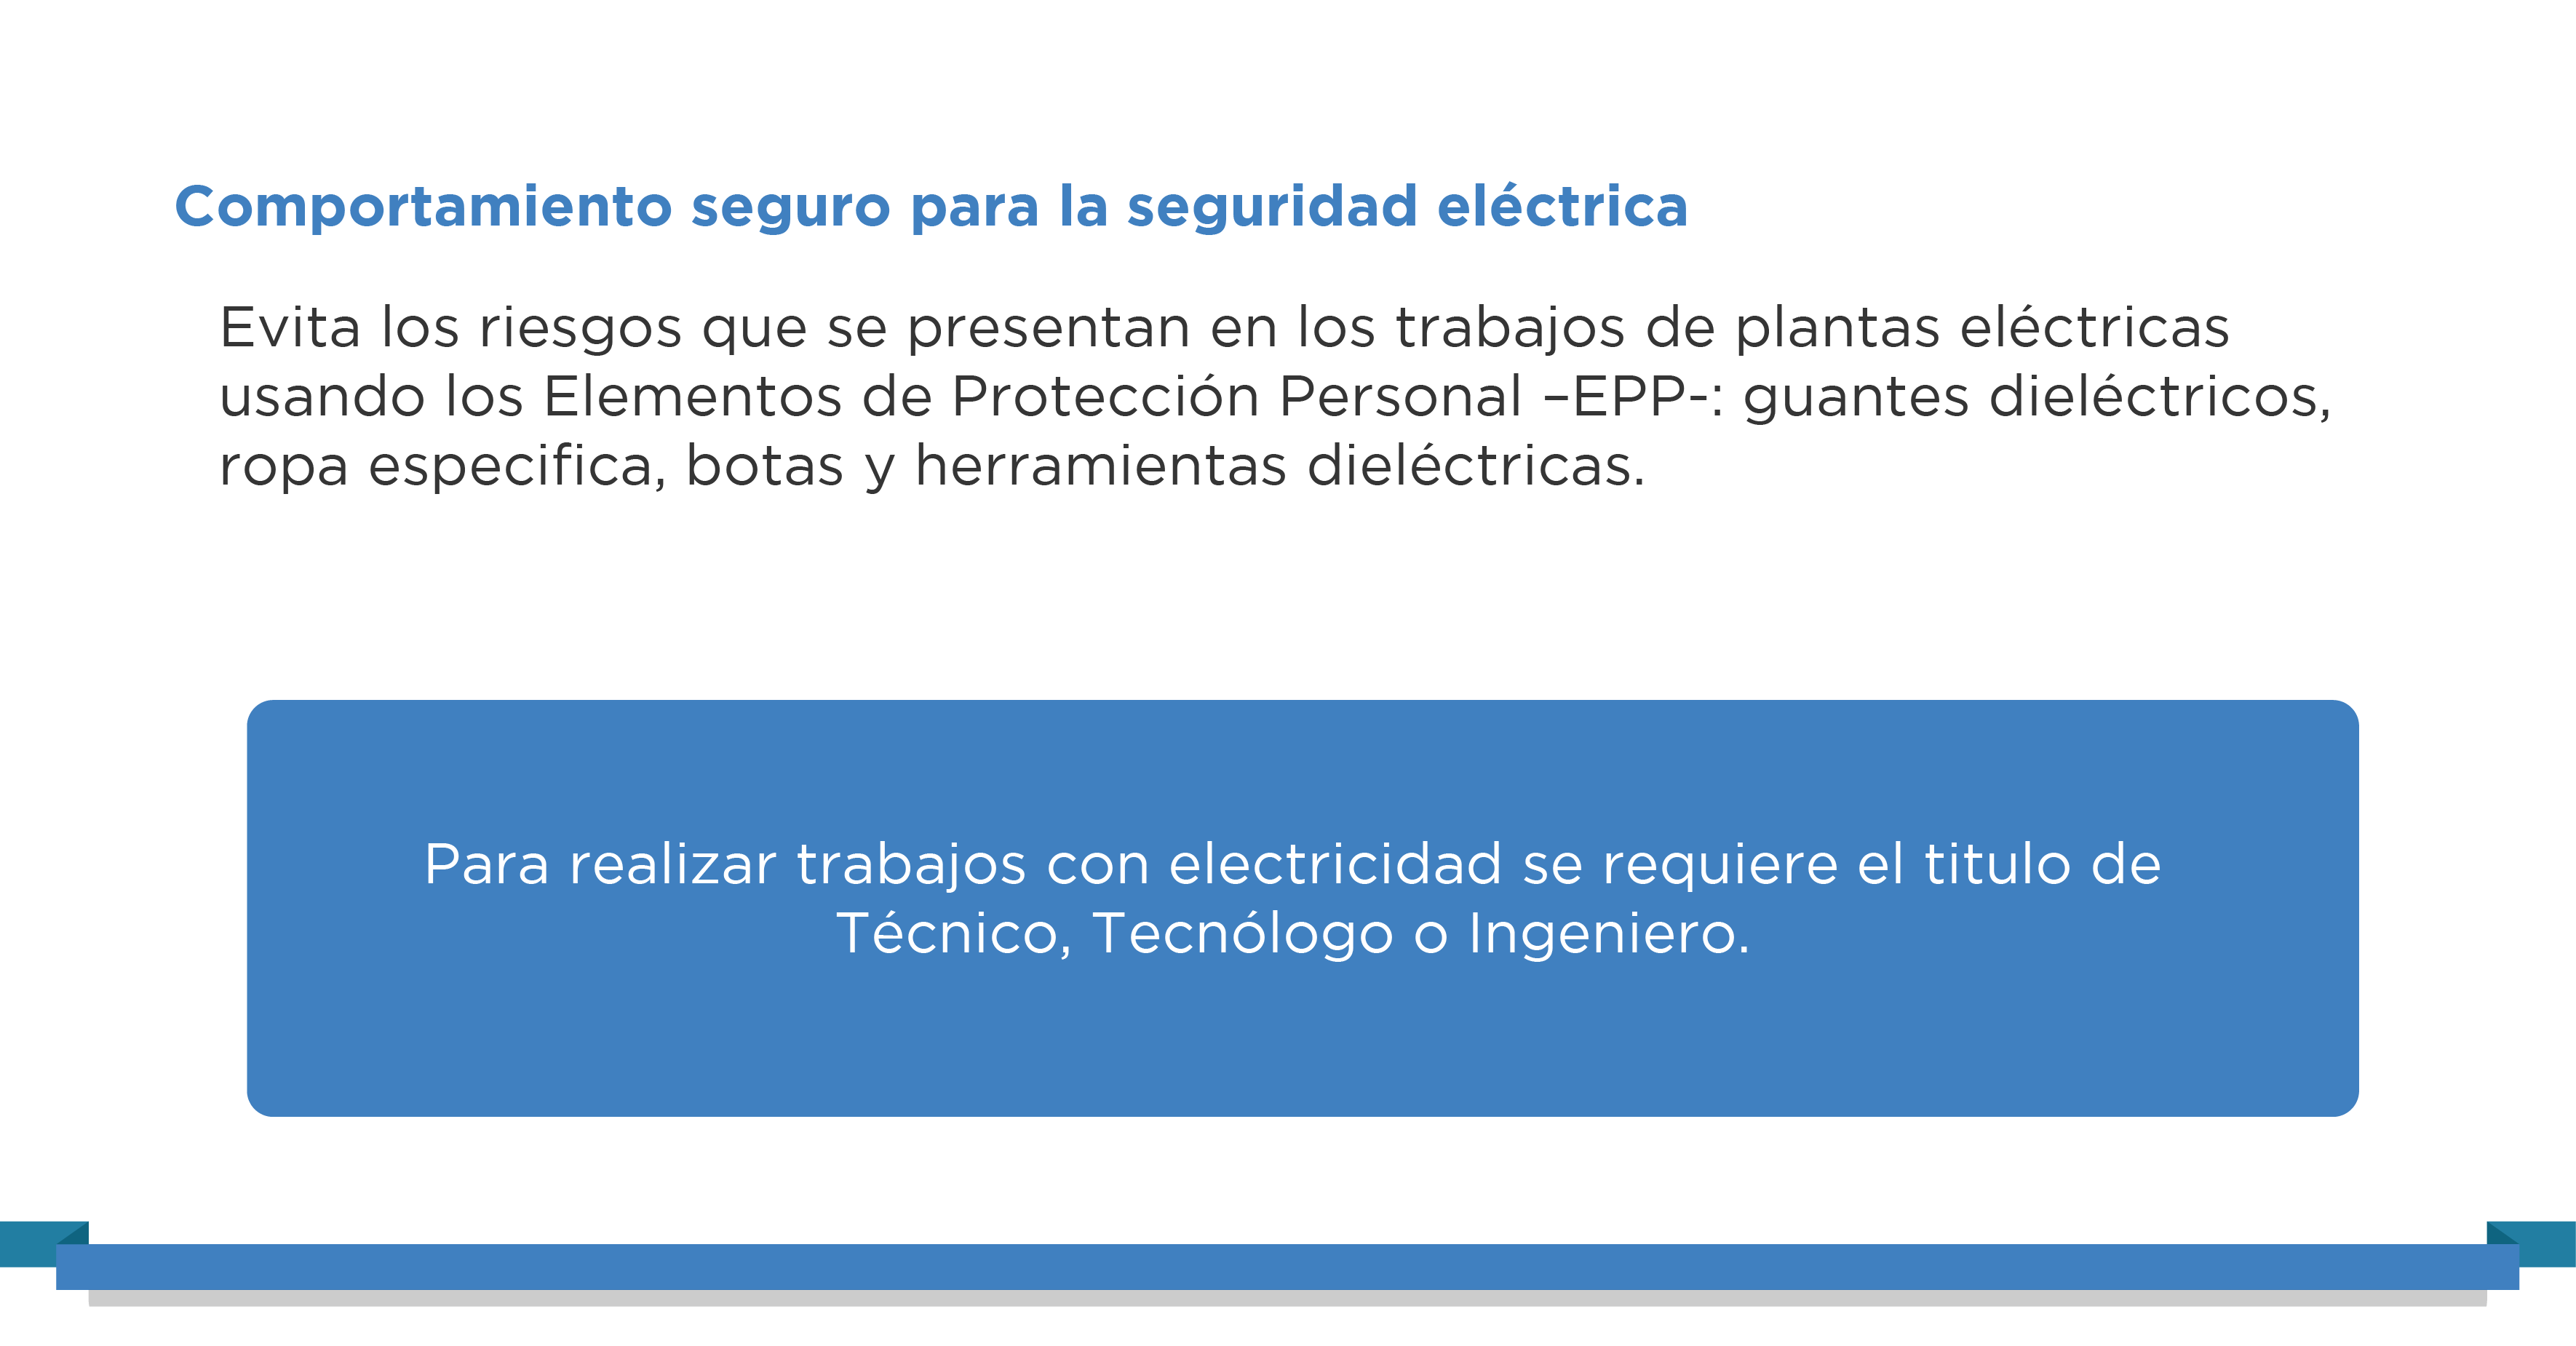 Comportamiento seguro para la seguridad eléctrica
Evita los riesgos que se presentan en los trabajos de plantas eléctricas
usando los Elementos de Protección Personal –EPP-: guantes dieléctricos,
ropa especifica, botas y herramientas dieléctricas.
Para realizar trabajos con electricidad se requiere el titulo de
Técnico, Tecnólogo o Ingeniero.